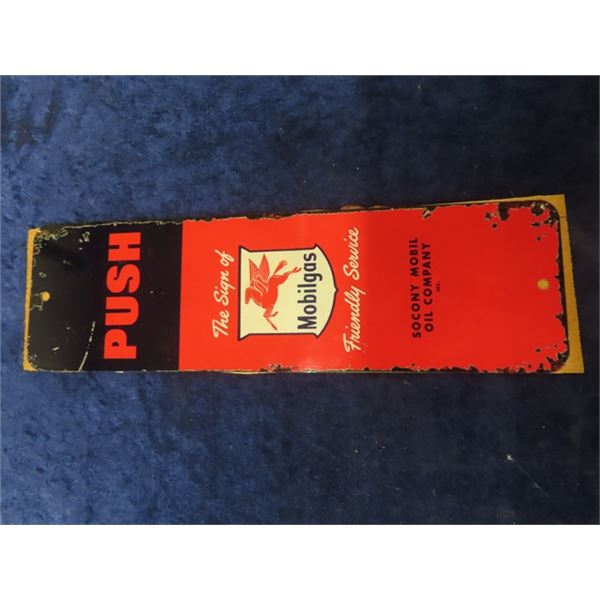 PUSH
The Sign of
Mobilgas
Friendly Service
SOCONY MOBIL
OIL COMPANY
INC.